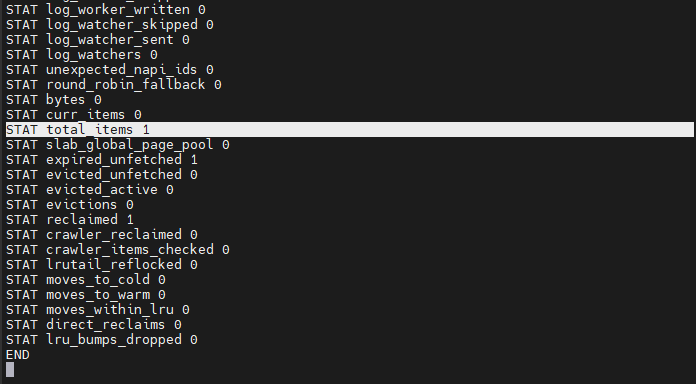 STAT log_worker_written 0
STAT log_watcher_skipped 0
STAT log_watcher_sent 0
STAT log_watchers 0
STAT unexpected_napi_ids 0
STAT round_robin_fallback 0
STAT bytes 0
STAT curr_items 0
STAT total_items 1
STAT slab_global_page_pool 0
STAT expired_unfetched 1
STAT evicted_unfetched 0
STAT evicted_active 0
STAT evictions 0
STAT reclaimed 1
STAT crawler_reclaimed 0
STAT crawler_items_checked 0
STAT lrutail_reflocked 0
STAT moves_to_cold 0
STAT moves_to_warm 0
STAT moves_within_lru 0
STAT direct_reclaims 0
STAT lru_bumps_dropped 0
END